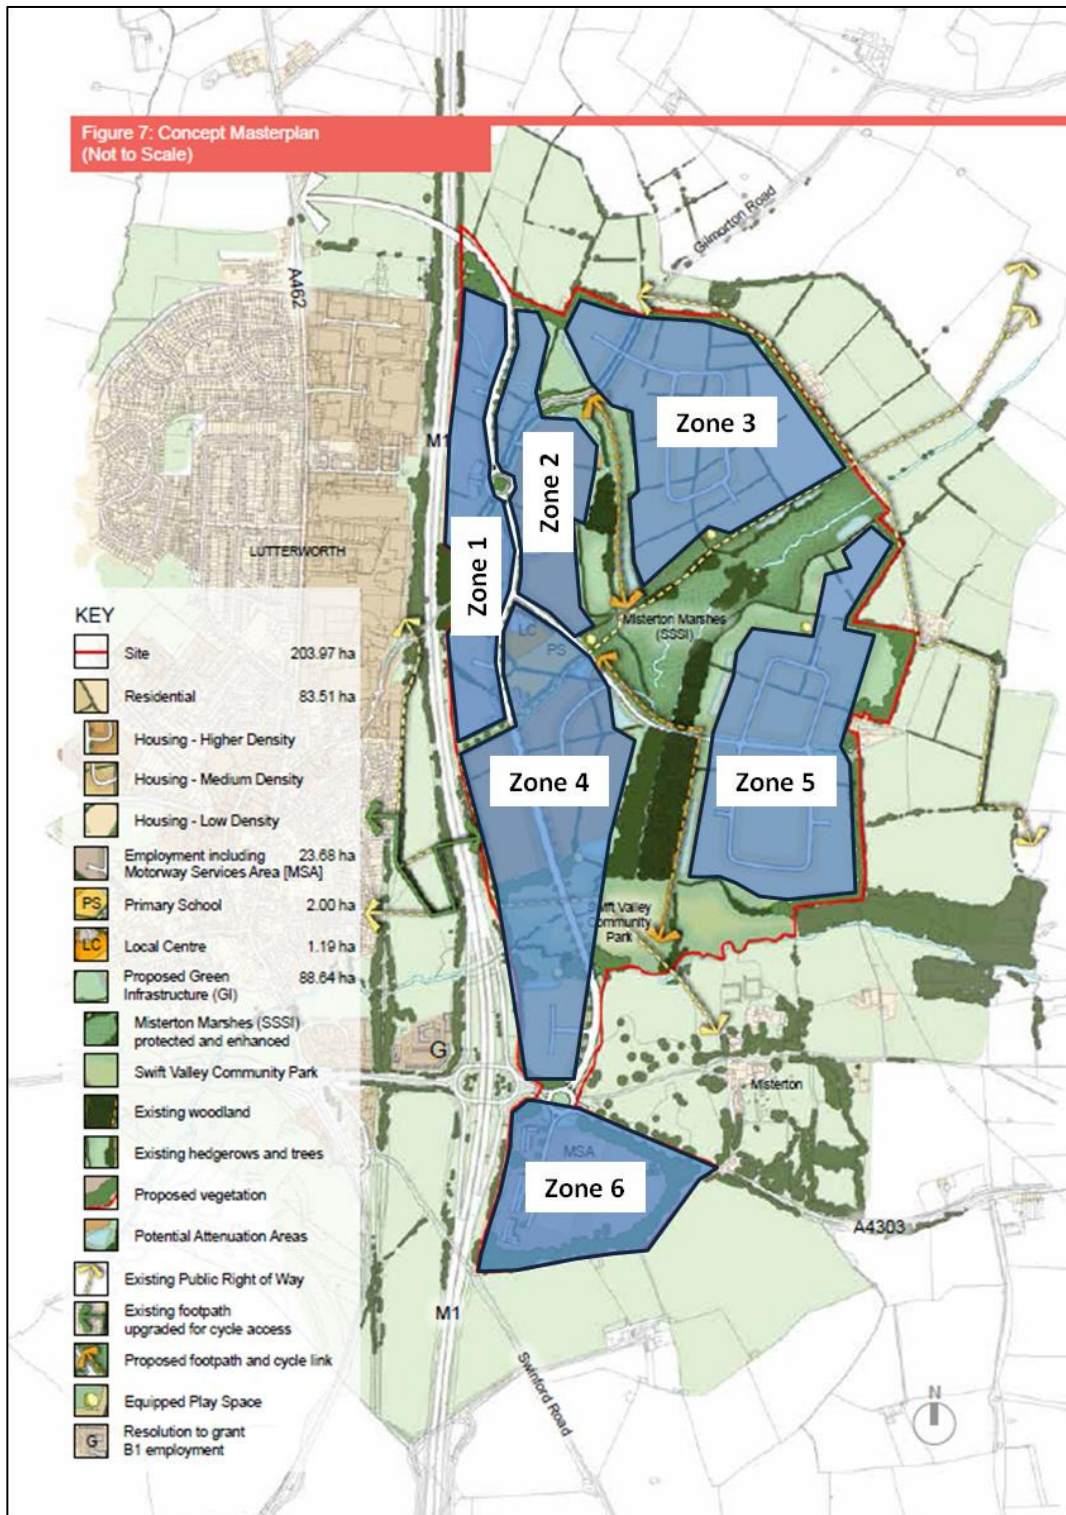 Figure 7: Concept Masterplan
(Not to Scale)
Gilmorton Road
A462
M1
LUTTERWORTH
Zone 1
Zone 2
Zone 3
LC
PS
Misterton Marshes
(SSSI)
Zone 4
Zone 5
Swift Valley
Community
Park
G
Misterton
MSA
Zone 6
A4303
M1
Swinford Road
N
KEY
Site 203.97 ha
Residential 83.51 ha
Housing - Higher Density
Housing - Medium Density
Housing - Low Density
Employment including 23.68 ha
Motorway Services Area [MSA]
PS Primary School 2.00 ha
LC Local Centre 1.19 ha
Proposed Green 88.64 ha
Infrastructure (GI)
Misterton Marshes (SSSI)
protected and enhanced
Swift Valley Community Park
Existing woodland
Existing hedgerows and trees
Proposed vegetation
Potential Attenuation Areas
Existing Public Right of Way
Existing footpath
upgraded for cycle access
Proposed footpath and cycle link
Equipped Play Space
G Resolution to grant
B1 employment